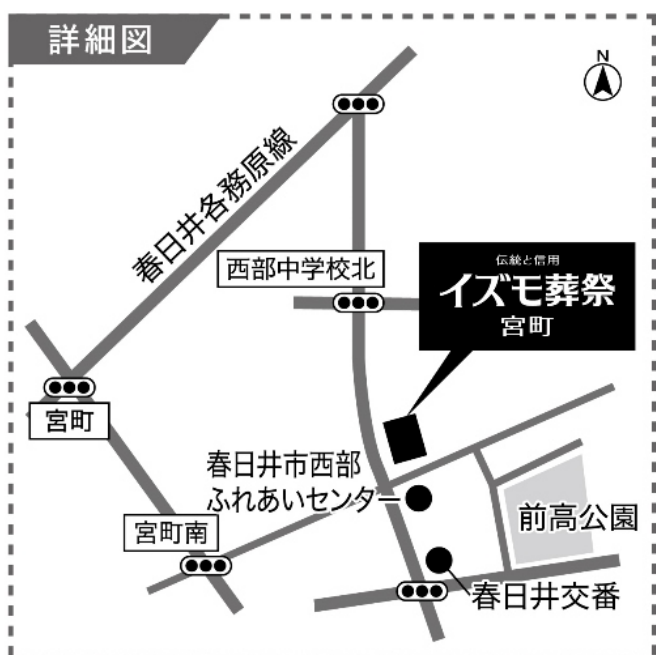 詳細図
N
春日井各務原線
西部中学校北
伝統と信用
イズモ葬祭
宮町
宮町
春日井市西部
ふれあいセンター
前高公園
宮町南
春日井交番